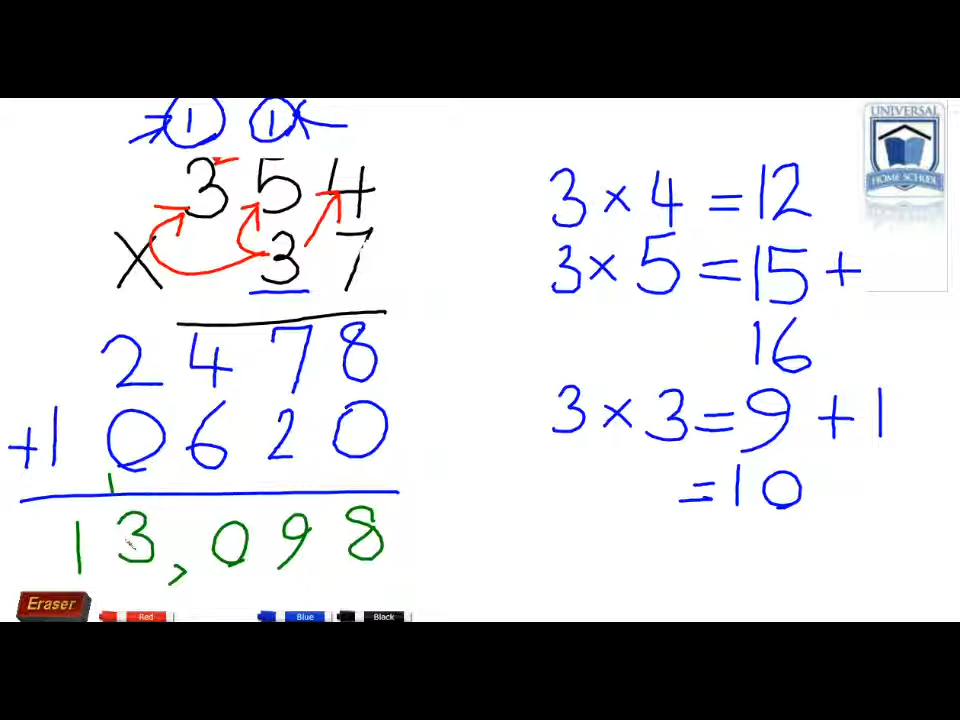 1 1
354
X 37
2478
+10620
13,098
3 × 4 = 12
3 × 5 = 15 +
16
3 × 3 = 9 + 1
= 10
UNIVERSAL
HOME SCHOOL
Eraser
Red
Blue
Black